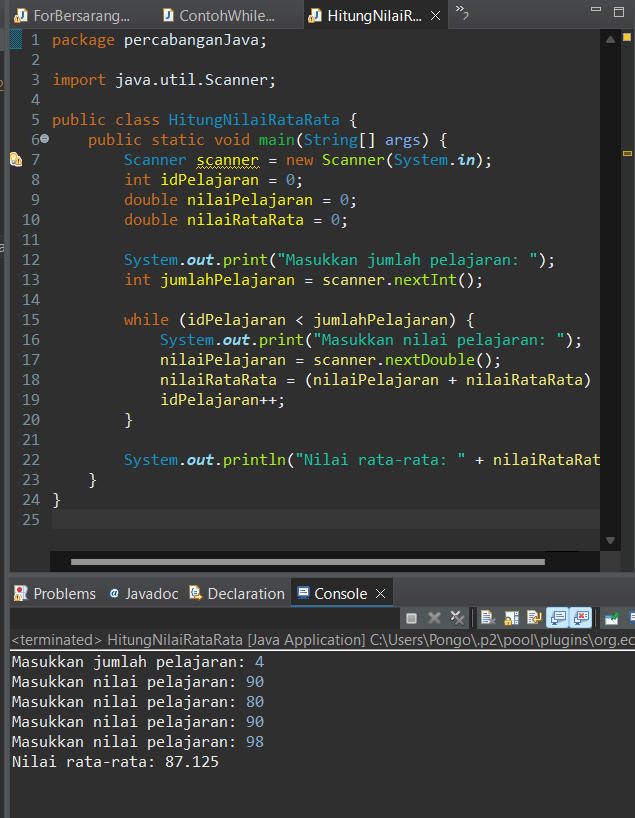 ForBersarang... ContohWhile... HitungNilaiR... 2
1 package percabanganJava;
2
3 import java.util.Scanner;
4
5 public class HitungNilaiRataRata {
6 public static void main(String[] args) {
7 Scanner scanner = new Scanner(System.in);
8 int idPelajaran = 0;
9 double nilaiPelajaran = 0;
10 double nilaiRataRata = 0;
11
12 System.out.print("Masukkan jumlah pelajaran: ");
13 int jumlahPelajaran = scanner.nextInt();
14
15 while (idPelajaran < jumlahPelajaran) {
16 System.out.print("Masukkan nilai pelajaran: ");
17 nilaiPelajaran = scanner.nextDouble();
18 nilaiRataRata = (nilaiPelajaran + nilaiRataRata)
19 idPelajaran++;
20 }
21
22 System.out.println("Nilai rata-rata: " + nilaiRataRat
23 }
24 }
25
Problems Javadoc Declaration Console
<terminated> HitungNilaiRataRata [Java Application] C:\Users\Pongo\.p2\pool\plugins\org.ec
Masukkan jumlah pelajaran: 4
Masukkan nilai pelajaran: 90
Masukkan nilai pelajaran: 80
Masukkan nilai pelajaran: 90
Masukkan nilai pelajaran: 98
Nilai rata-rata: 87.125